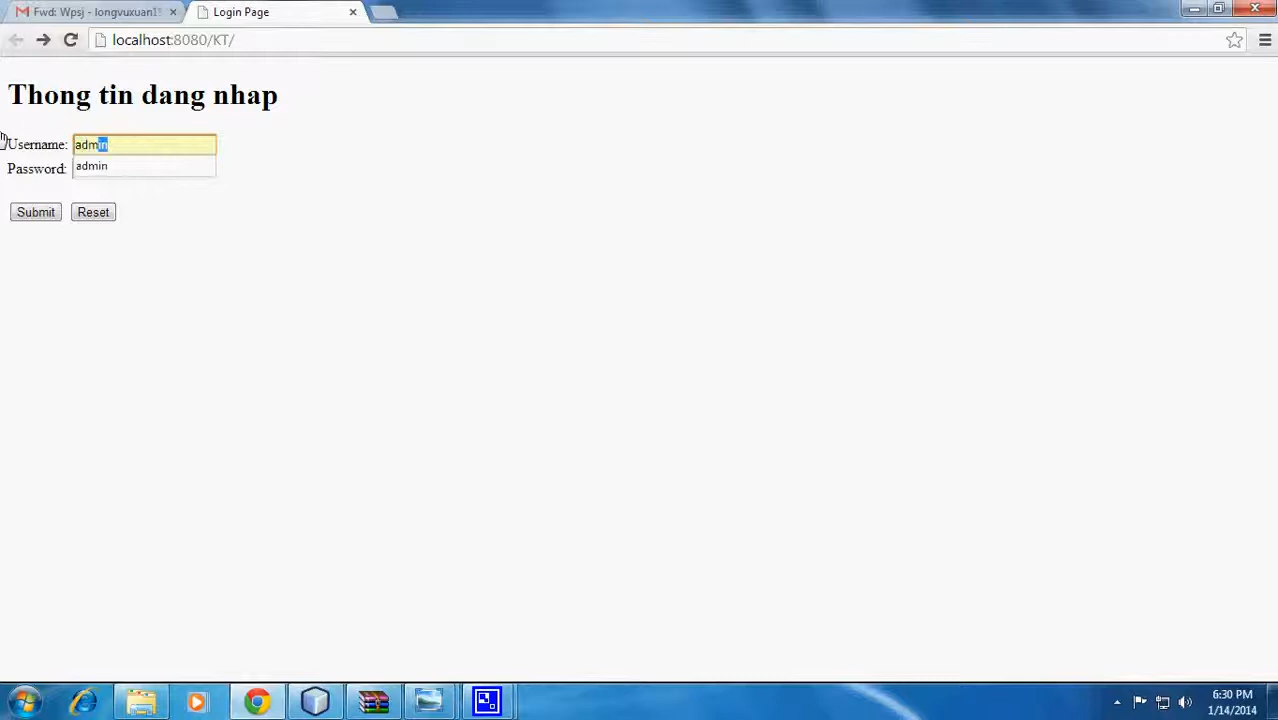 Fwd: Wpsj - longvuxuan1
Login Page
localhost:8080/KT/
Thong tin dang nhap
Username: admin
admin
Password:
Submit Reset
6:30 PM
1/14/2014